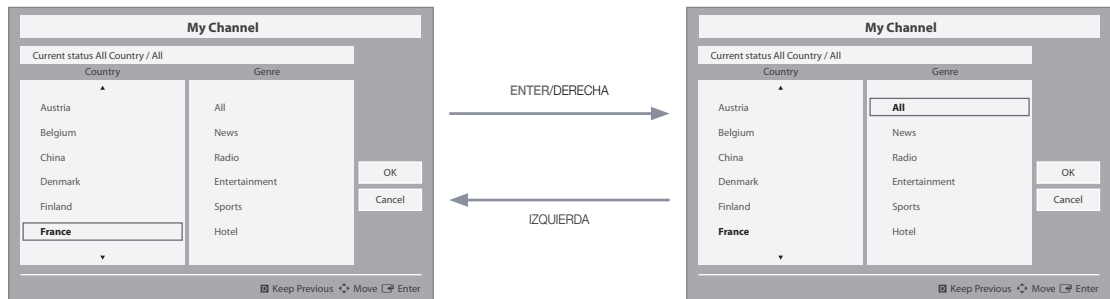 My Channel
Current status All Country / All
Country Genre
Austria All
Belgium News
China Radio
Denmark Entertainment
Finland Sports
France Hotel
OK
Cancel
Keep Previous Move Enter
ENTER/DERECHA
IZQUIERDA
My Channel
Current status All Country / All
Country Genre
Austria All
Belgium News
China Radio
Denmark Entertainment
Finland Sports
France Hotel
OK
Cancel
Keep Previous Move Enter